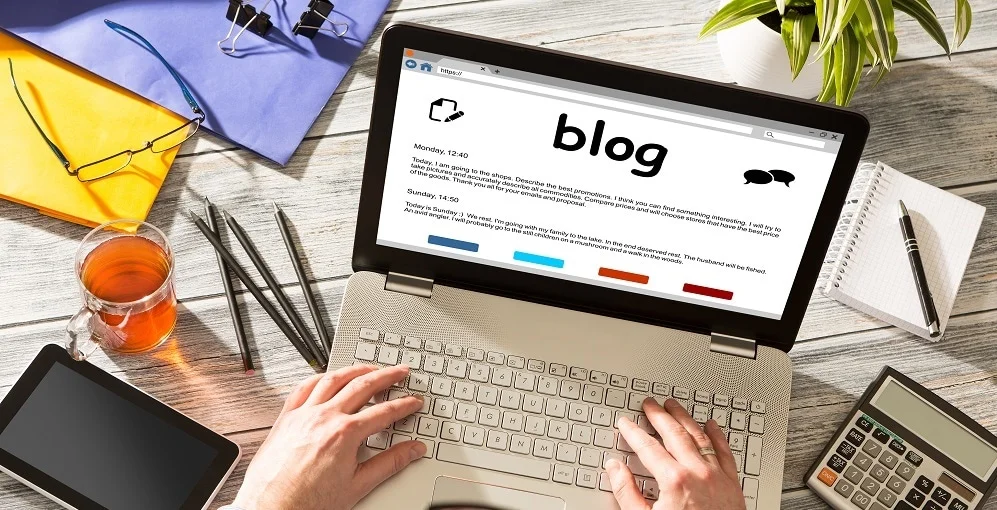 https://
blog
Monday, 12:40
Today, I am going to the shops. Describe the best promotions. I think you can find something interesting. I will try to
take pictures and accurately describe all commodities. Compare prices and will choose stores that have the best price
of the goods. Thank you all for your emails and proposal.
Sunday, 14:50
Today is Sunday :) We rest. I'm going with my family to the lake. In the end deserved rest. The husband will be fished.
An avid angler. I will probably go to the still children on a mushroom and a walk in the woods.